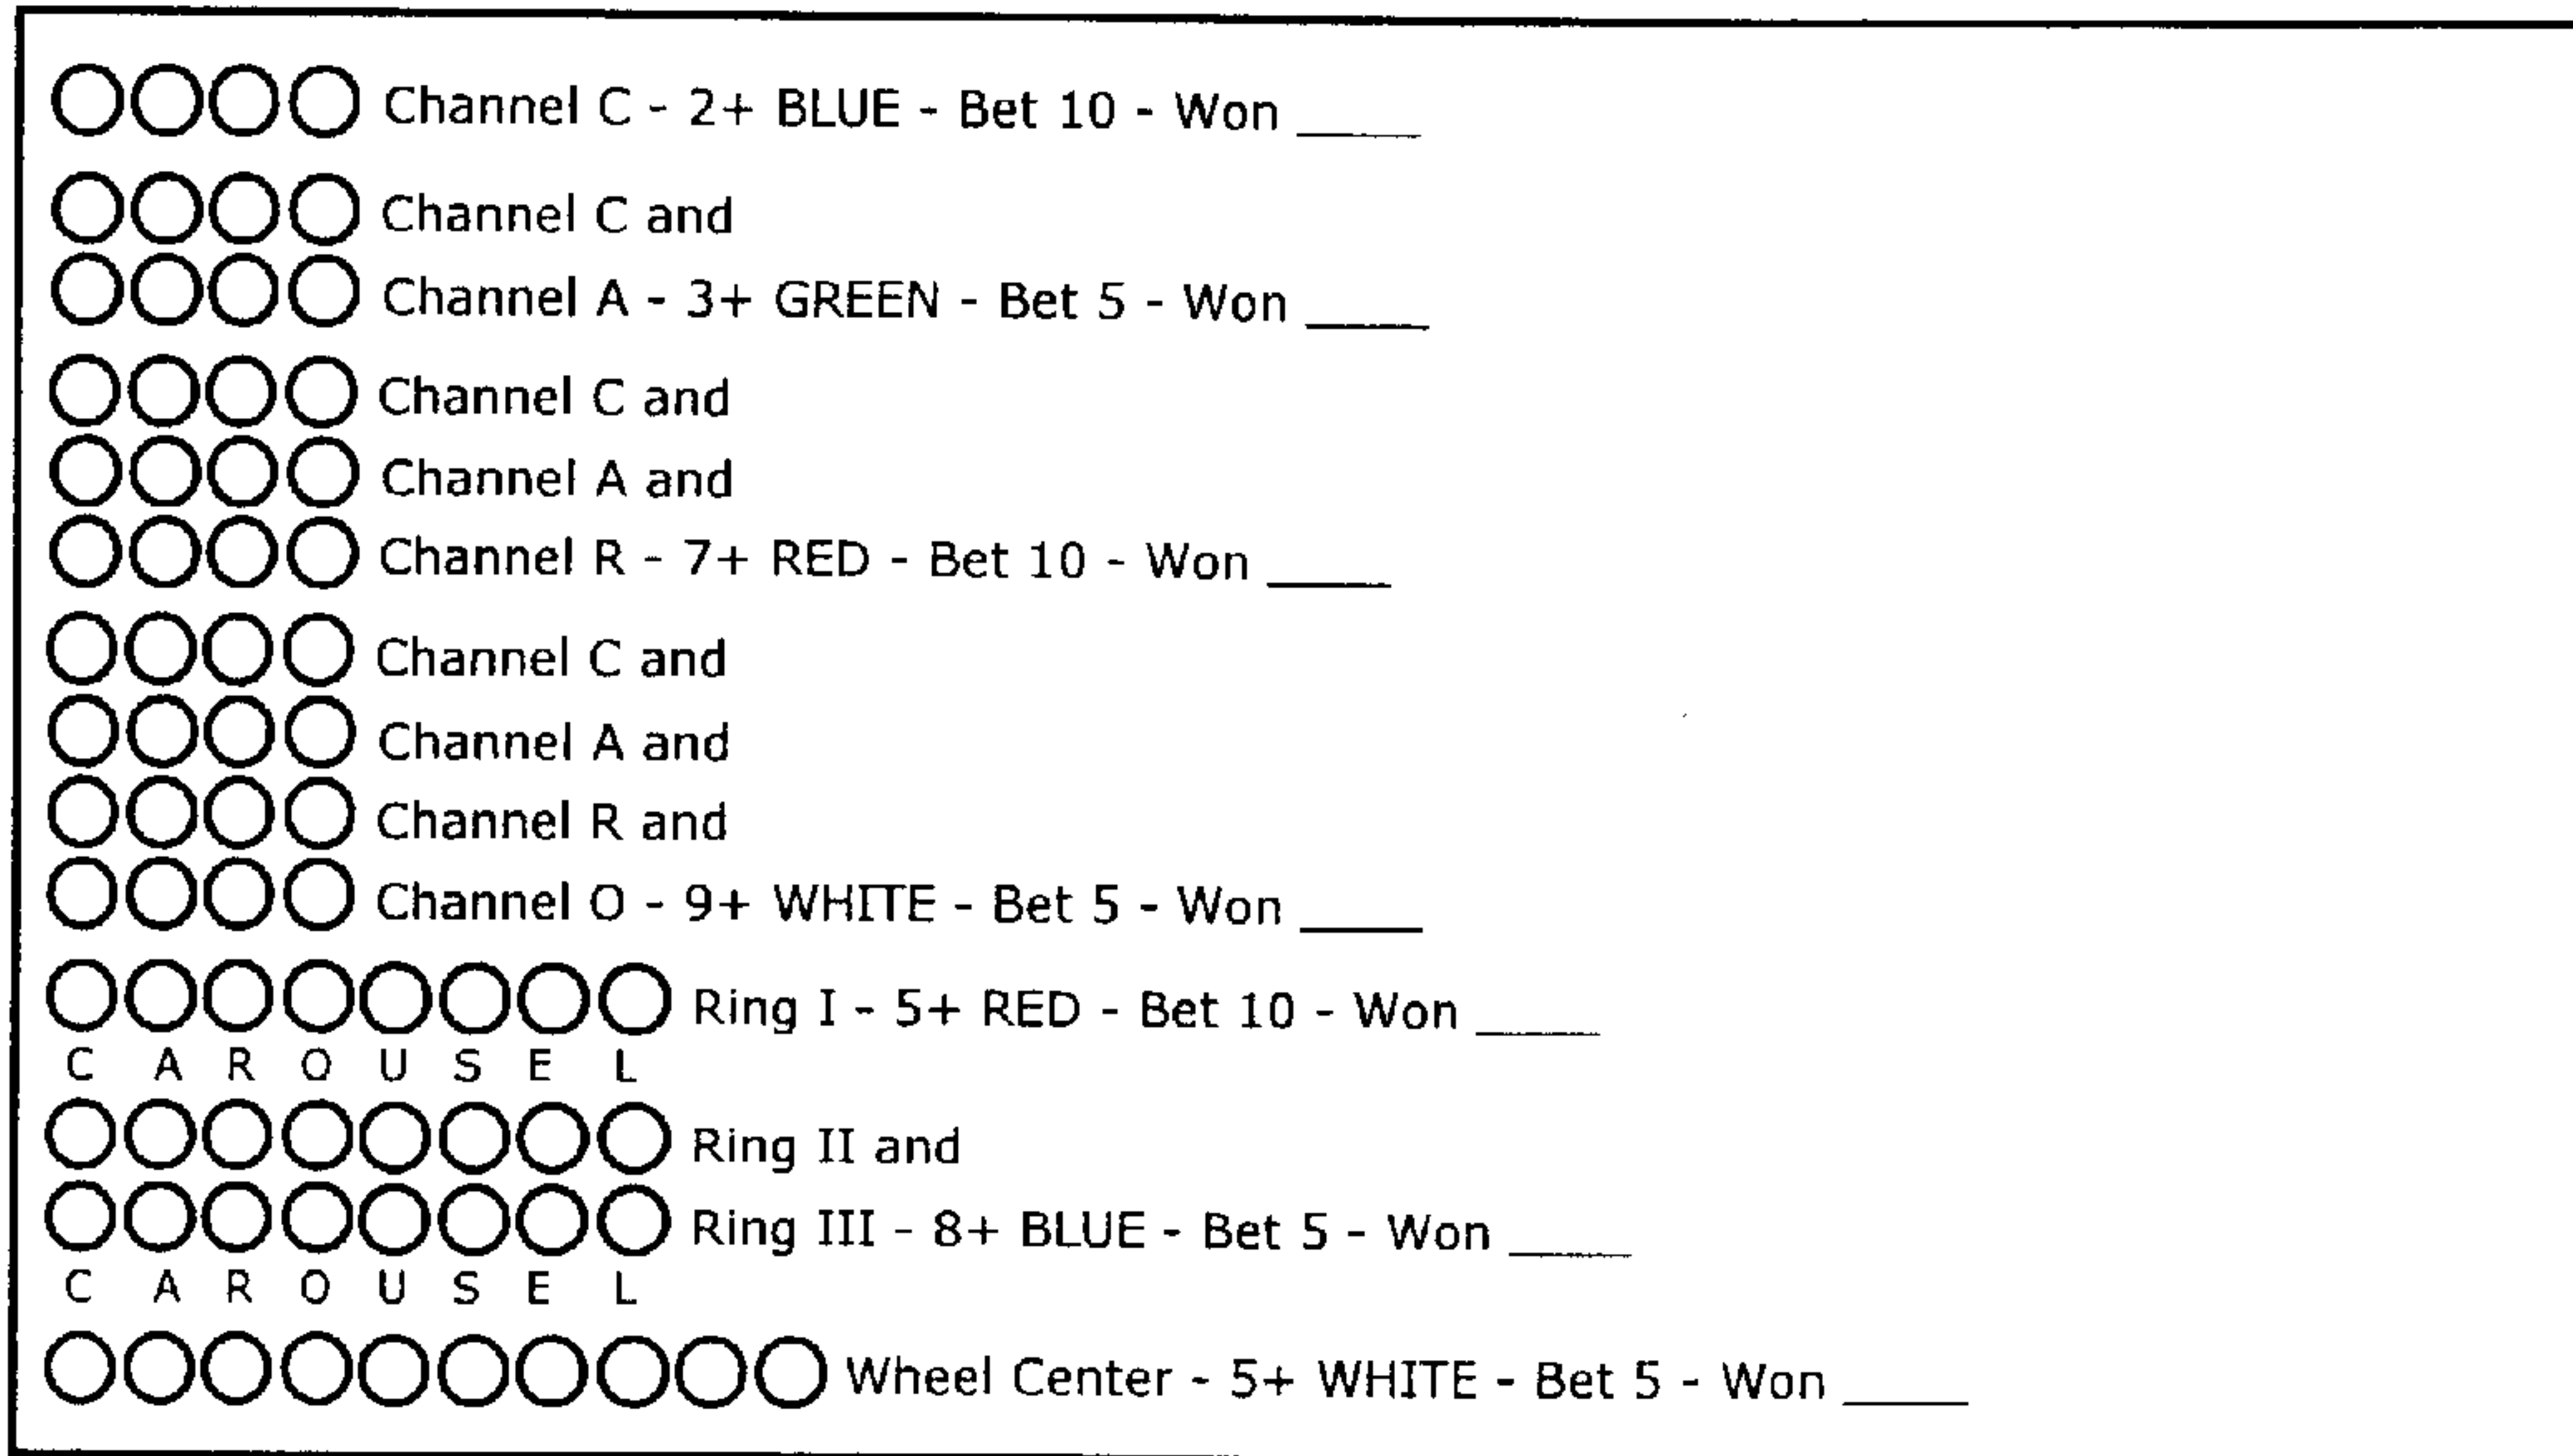 Channel C - 2+ BLUE - Bet 10 - Won ____
Channel C and
Channel A - 3+ GREEN - Bet 5 - Won ____
Channel C and
Channel A and
Channel R - 7+ RED - Bet 10 - Won ____
Channel C and
Channel A and
Channel R and
Channel O - 9+ WHITE - Bet 5 - Won ____
Ring I - 5+ RED - Bet 10 - Won ____
C A R O U S E L
Ring II and
Ring III - 8+ BLUE - Bet 5 - Won ____
C A R O U S E L
Wheel Center - 5+ WHITE - Bet 5 - Won ____